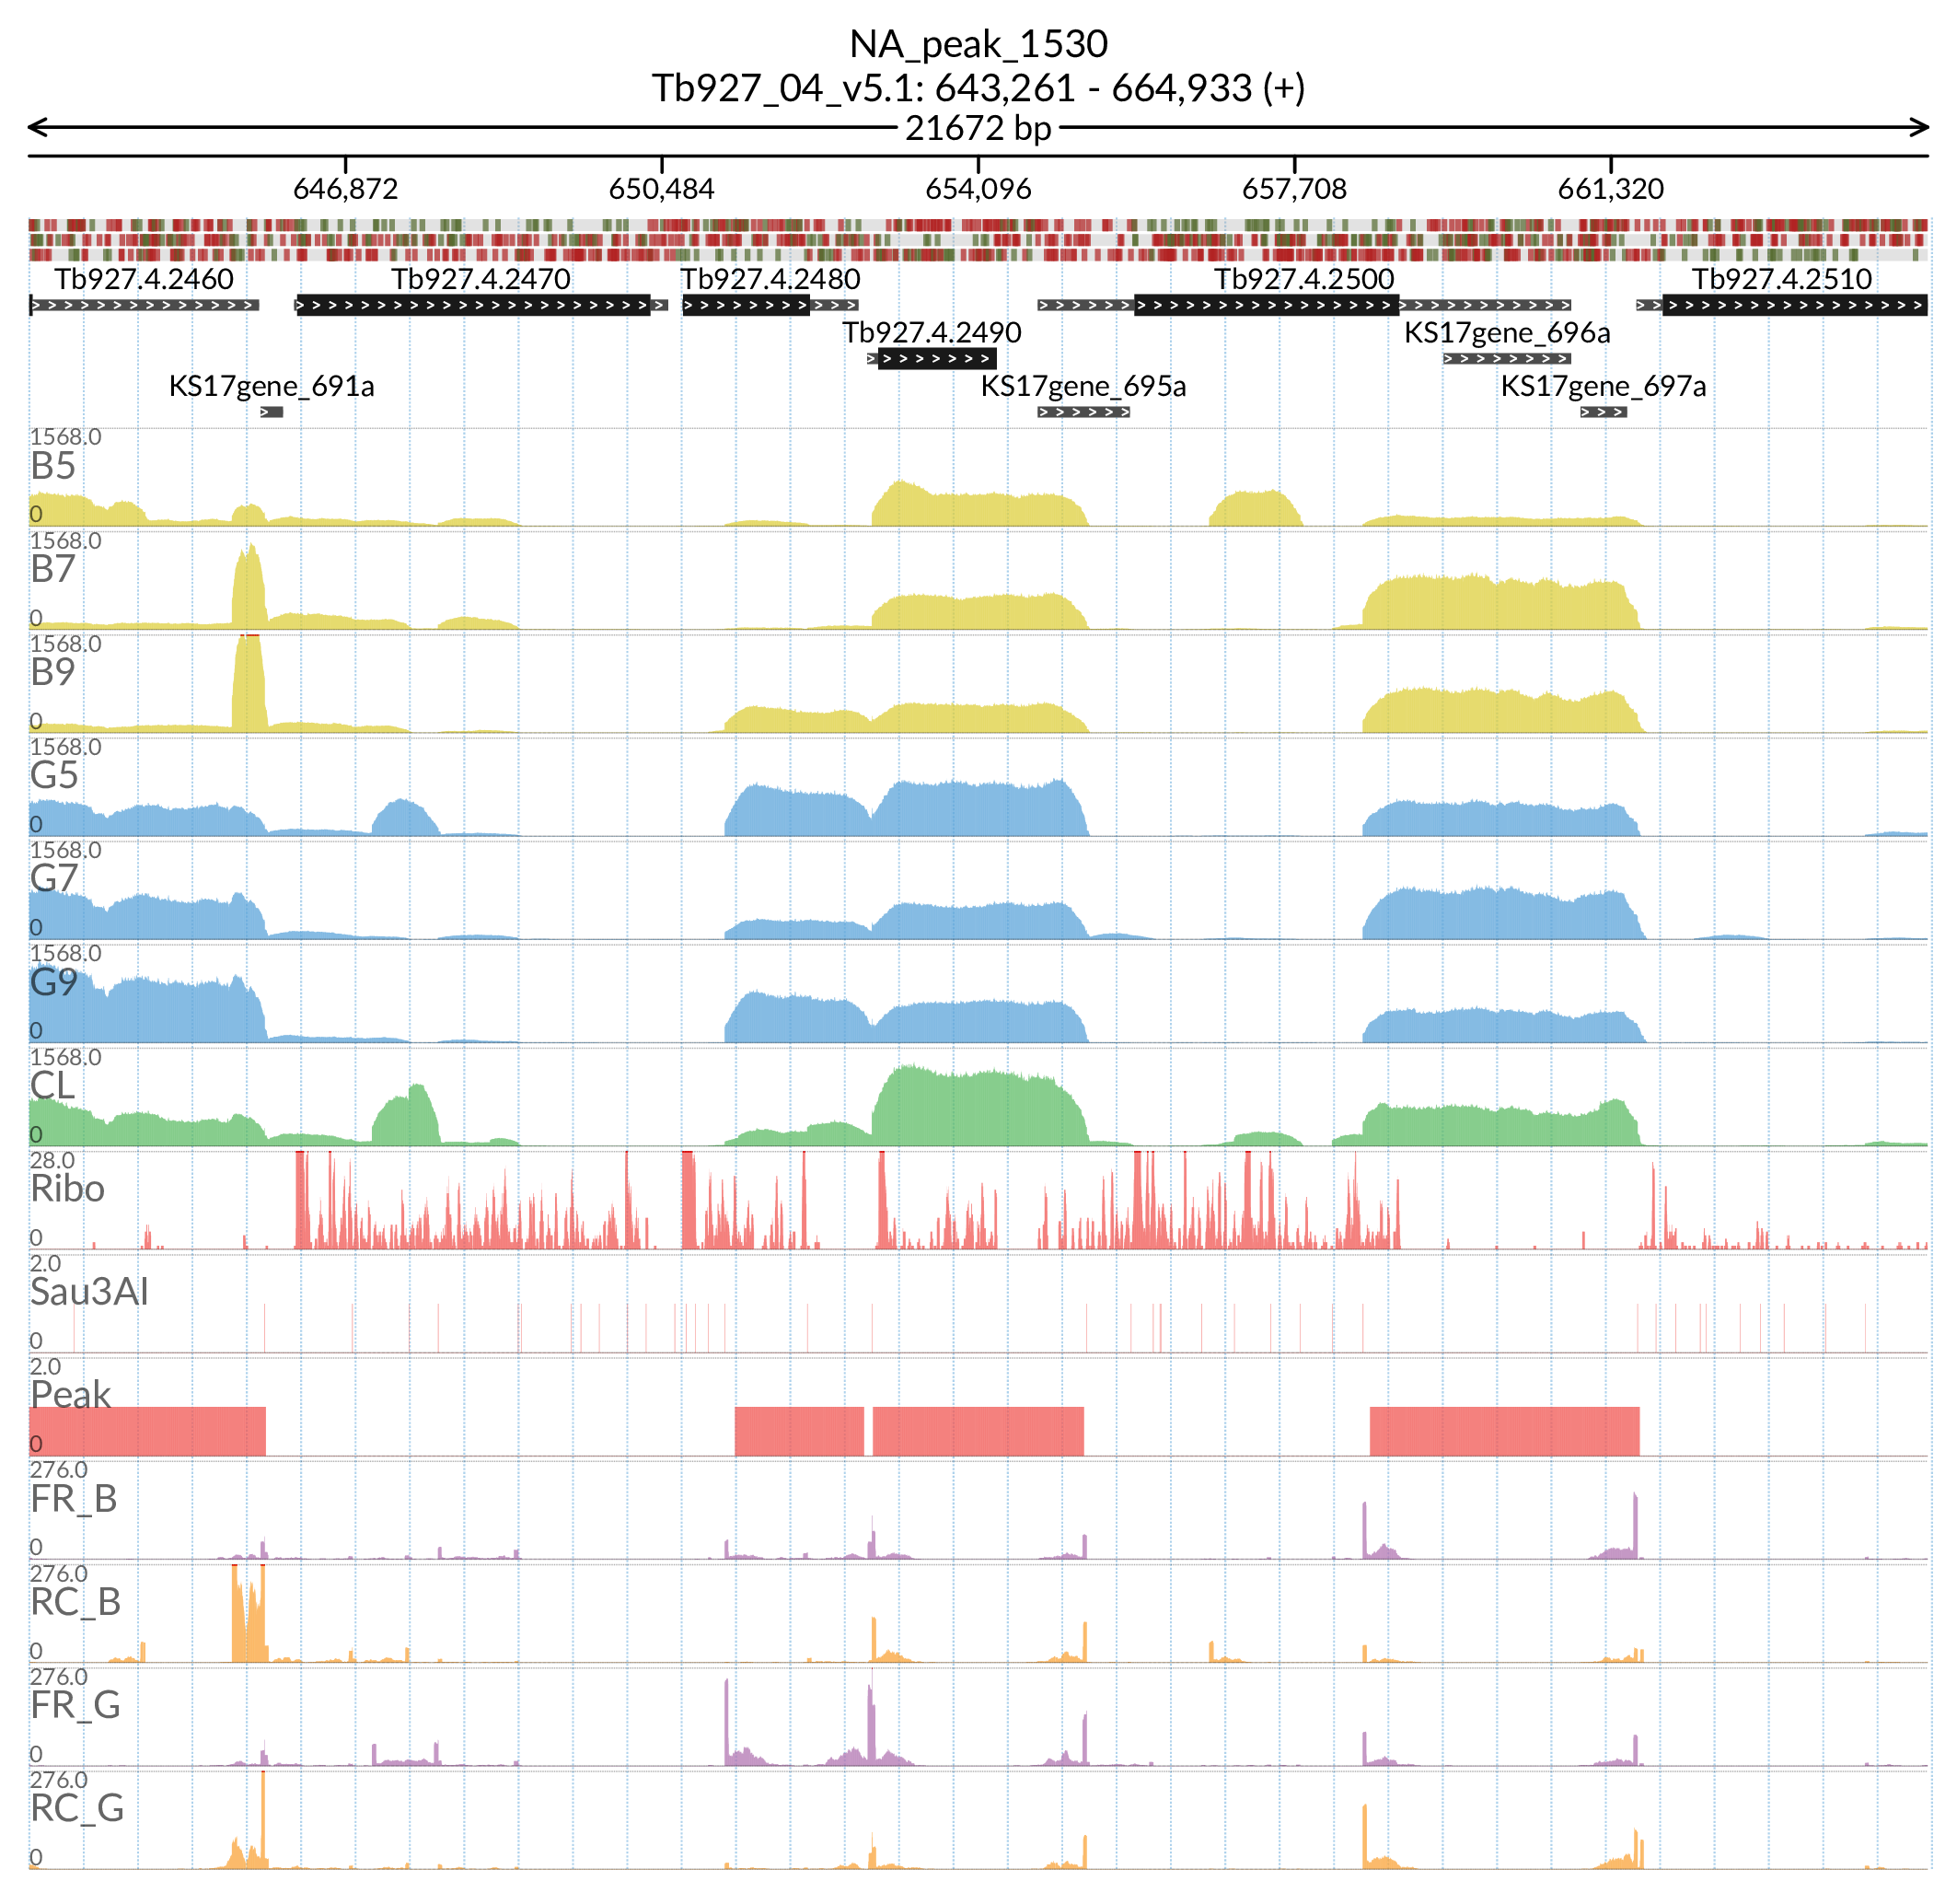 NA_peak_1530
Tb927_04_v5.1: 643,261 - 664,933 (+)
21672 bp
646,872 650,484 654,096 657,708 661,320
Tb927.4.2460 Tb927.4.2470 Tb927.4.2480 Tb927.4.2500 Tb927.4.2510
Tb927.4.2490 KS17gene_696a
KS17gene_691a KS17gene_695a KS17gene_697a
1568.0
B5
0
1568.0
B7
0
1568.0
B9
0
1568.0
G5
0
1568.0
G7
0
1568.0
G9
0
1568.0
CL
0
28.0
Ribo
0
2.0
Sau3AI
0
2.0
Peak
0
276.0
FR_B
0
276.0
RC_B
0
276.0
FR_G
0
276.0
RC_G
0